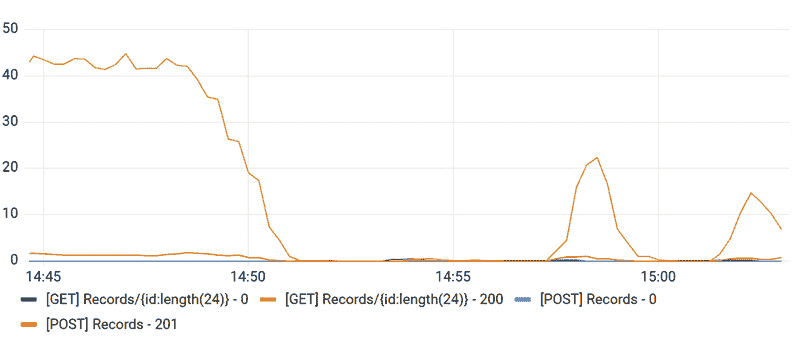 50
40
30
20
10
0
14:45 14:50 14:55 15:00
[GET] Records/{id:length(24)} - 0 [GET] Records/{id:length(24)} - 200 [POST] Records - 0
[POST] Records - 201